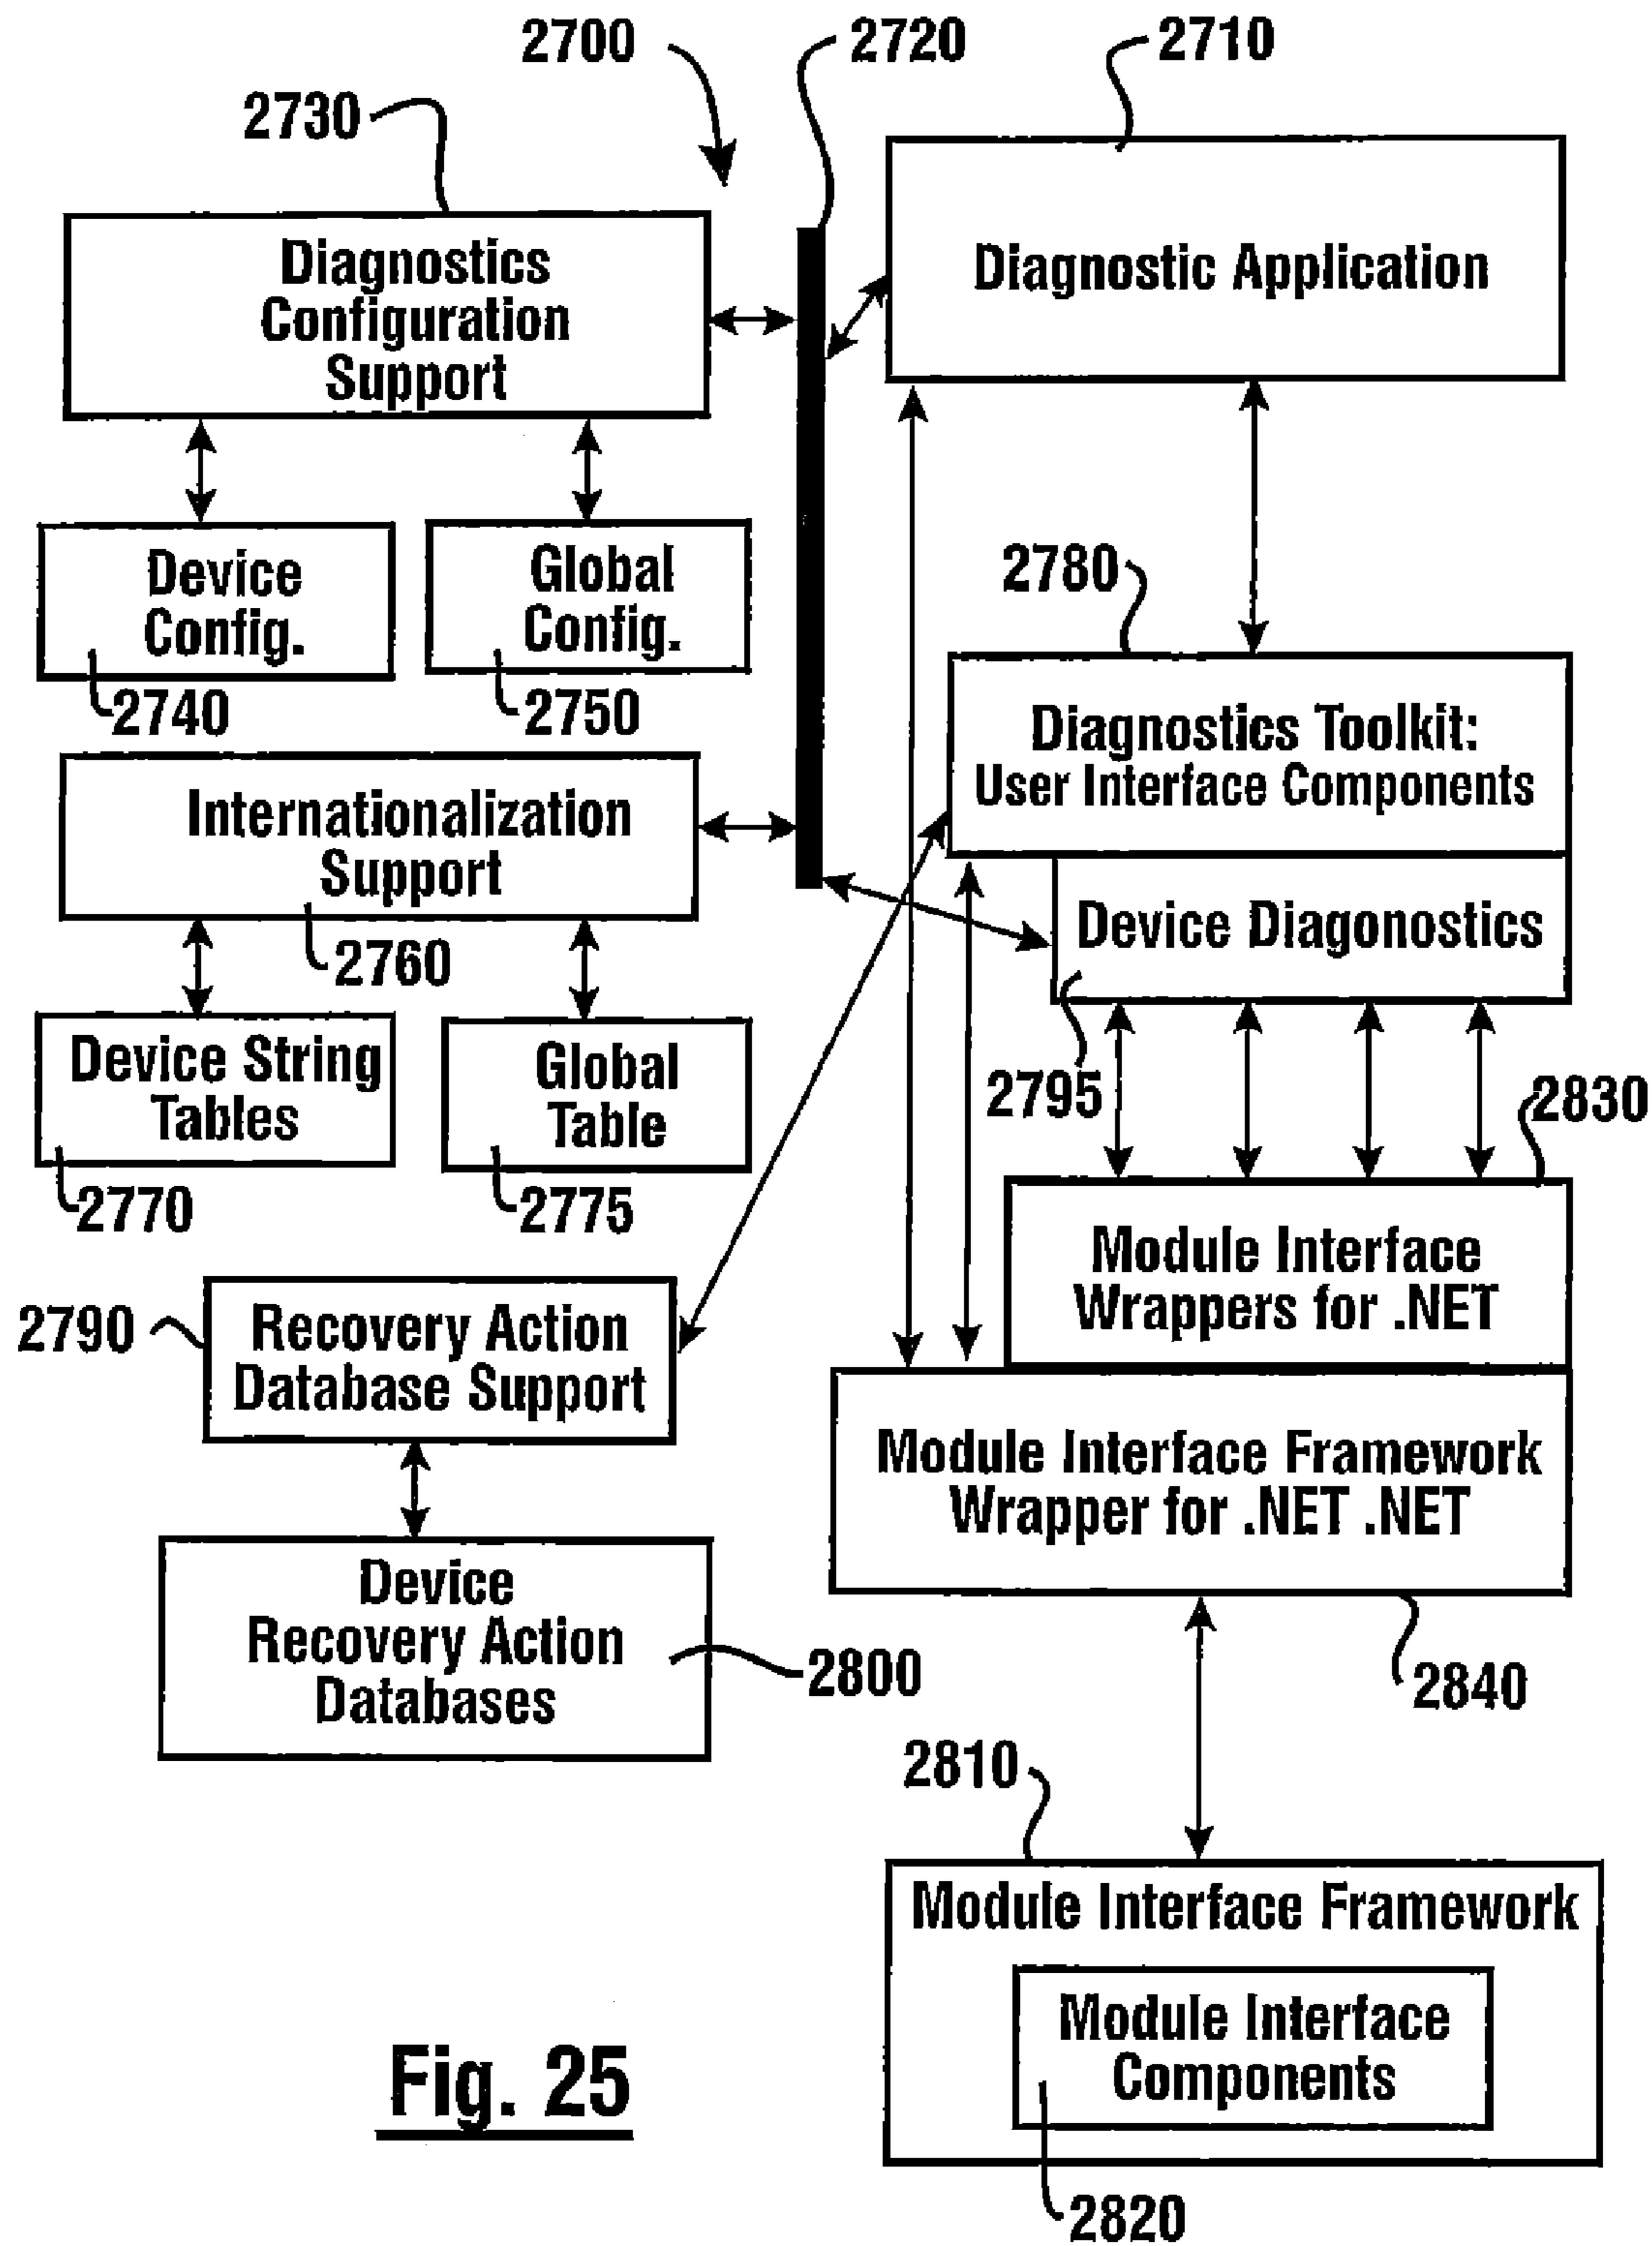 2700
2720
2710
2730
Diagnostics
Configuration
Support
Diagnostic Application
Device
Config.
2740
Global
Config.
2750
2780
Diagnostics Toolkit:
User Interface Components
Internationalization
Support
2760
Device Diagonostics
2795
Device String
Tables
2770
Global
Table
2775
2830
Module Interface
Wrappers for .NET
2790
Recovery Action
Database Support
Module Interface Framework
Wrapper for .NET .NET
2840
Device
Recovery Action
Databases
2800
2810
Module Interface Framework
Module Interface
Components
2820
Fig. 25